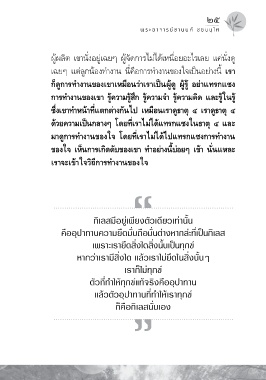 ๒๕
พระอาจารย์สานนท์ ชยนนฺโท
ผู้ผลิต เขานั่งอยู่เฉยๆ ผู้จัดการไม่ได้เหนื่อยอะไรเลย แค่นั่งดู
เฉยๆ แต่ลูกน้องทำงาน นี่คือการทำงานของใจเป็นอย่างนี้ เรา
ก็ดูการทำงานของเขาเหมือนว่าเราเป็นผู้ดู ผู้รู้ อย่าแทรกแซง
การทำงานของเขา รู้ความรู้สึก รู้ความจำ รู้ความคิด และรู้ในรู้
ซึ่งเขาทำหน้าที่แตกต่างกันไป เหมือนเราดูธาตุ ๔ เราดูธาตุ ๔
ด้วยความเป็นกลางๆ โดยที่เราไม่ได้แทรกแซงในธาตุ ๔ และ
มาดูการทำงานของใจ โดยที่เราไม่ได้ไปแทรกแซงการทำงาน
ของใจ เห็นการเกิดดับของเขา ทำอย่างนี้บ่อยๆ เข้า นั่นแหละ
เราจะเข้าใจวิธีการทำงานของใจ
“
กิเลสมีอยู่เพียงตัวเดียวเท่านั้น
คืออุปาทานความยึดมั่นถือมั่นต่างหากล่ะที่เป็นกิเลส
เพราะเรายึดสิ่งใดสิ่งนั้นเป็นทุกข์
หากว่าเรามีสิ่งใด แล้วเราไม่ยึดในสิ่งนั้นๆ
เราก็ไม่ทุกข์
ตัวที่ทำให้ทุกข์แท้จริงคืออุปาทาน
แล้วตัวอุปาทานที่ทำให้เราทุกข์
ก็คือกิเลสนั่นเอง
”